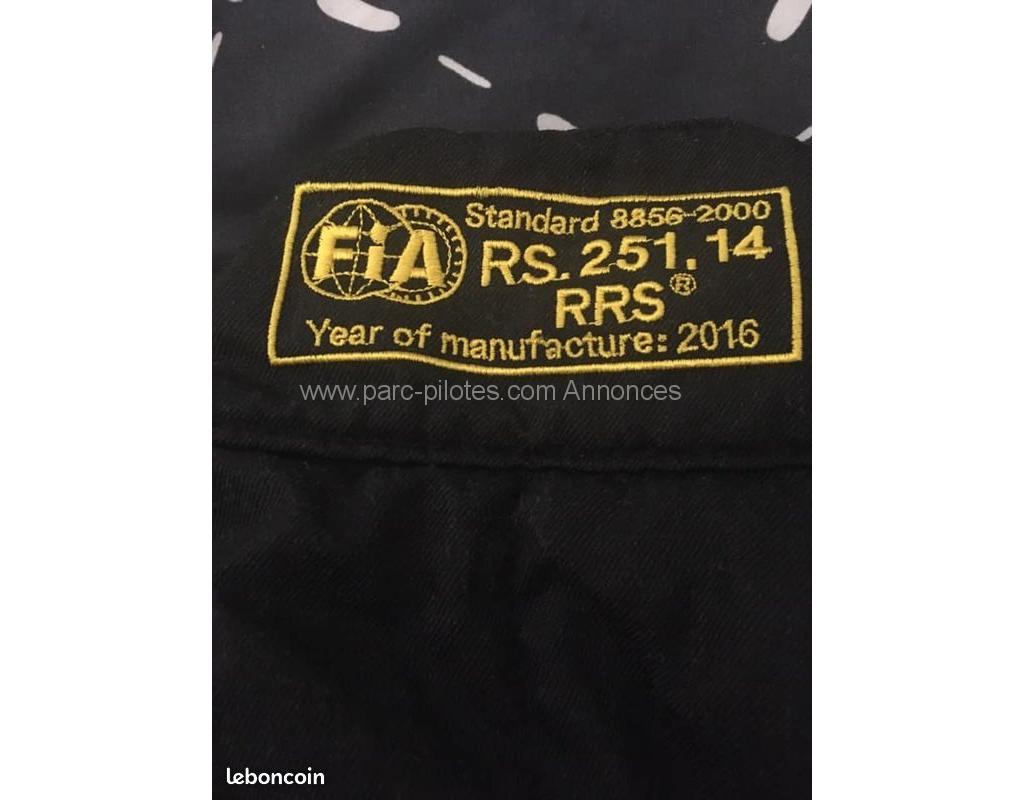 FiA
Standard 8856-2000
RS. 251.14
RRS®
Year of manufacture: 2016
www.parc-pilotes.com Annonces
leboncoin